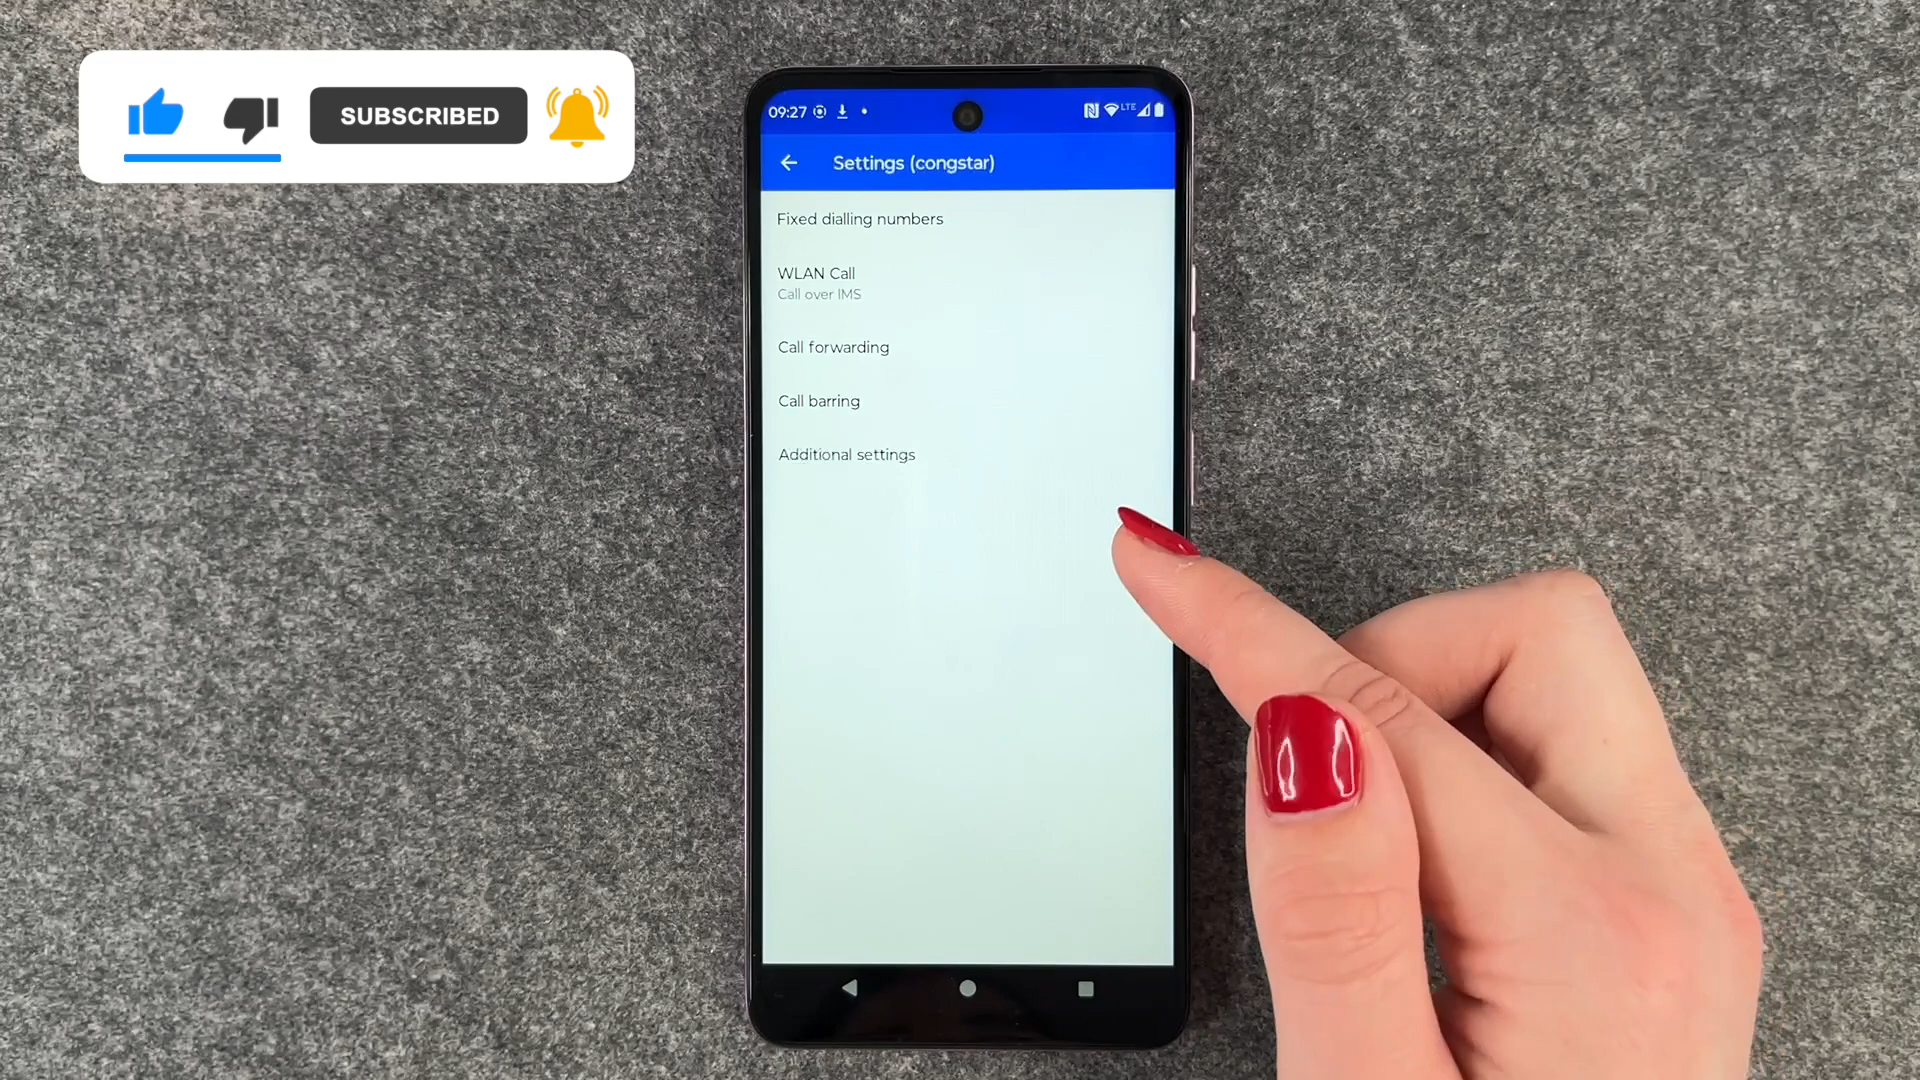 SUBSCRIBED
09:27
LTE
Settings (congstar)
Fixed dialling numbers
WLAN Call
Call over IMS
Call forwarding
Call barring
Additional settings